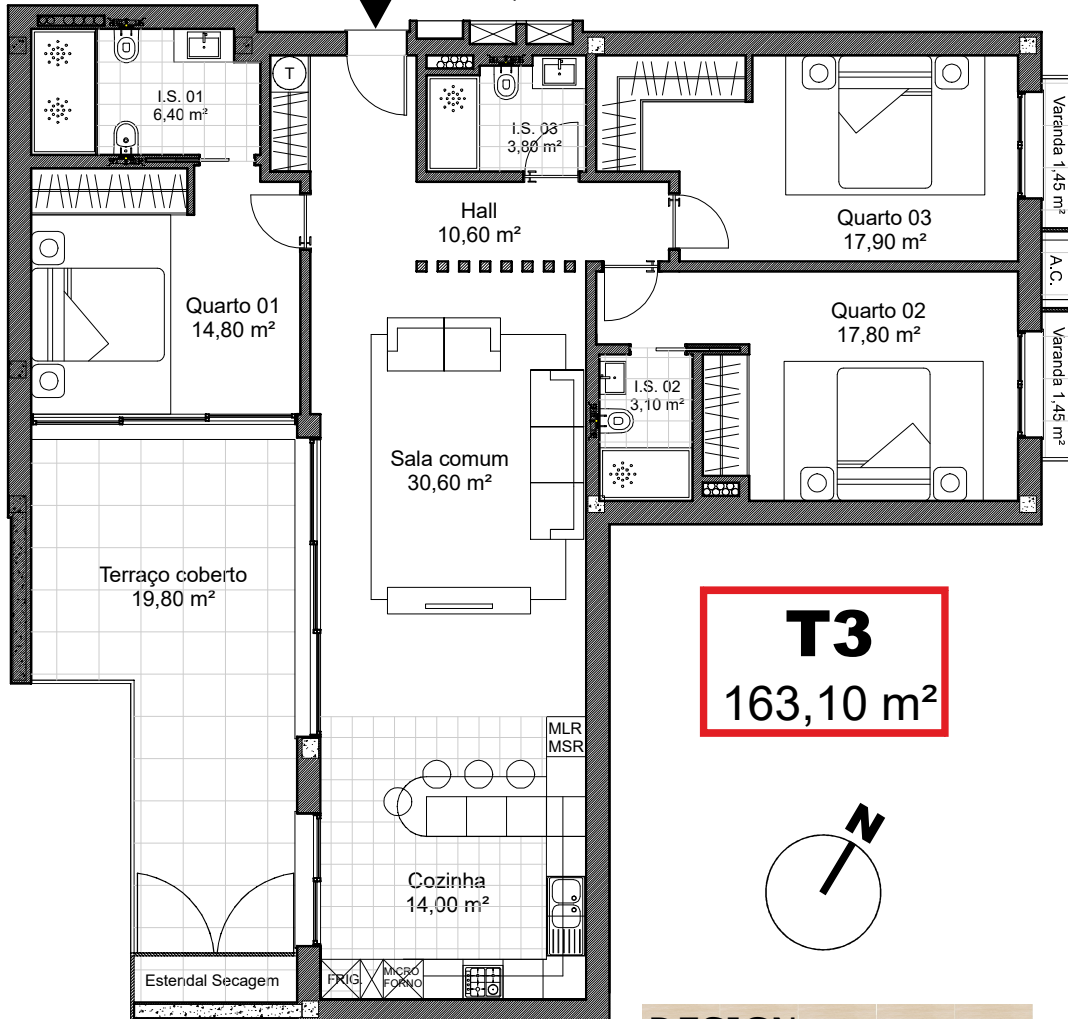 I.S. 01
6,40 m²
T
I.S. 03
3,80 m²
Hall
10,60 m²
Quarto 03
17,90 m²
Varanda 1,45 m²
A.C.
Quarto 01
14,80 m²
Quarto 02
17,80 m²
Varanda 1,45 m²
I.S. 02
3,10 m²
Sala comum
30,60 m²
Terraço coberto
19,80 m²
T3
163,10 m²
MLR
MSR
N
Cozinha
14,00 m²
Estendal Secagem
FRIG.
MICRO
FORNO